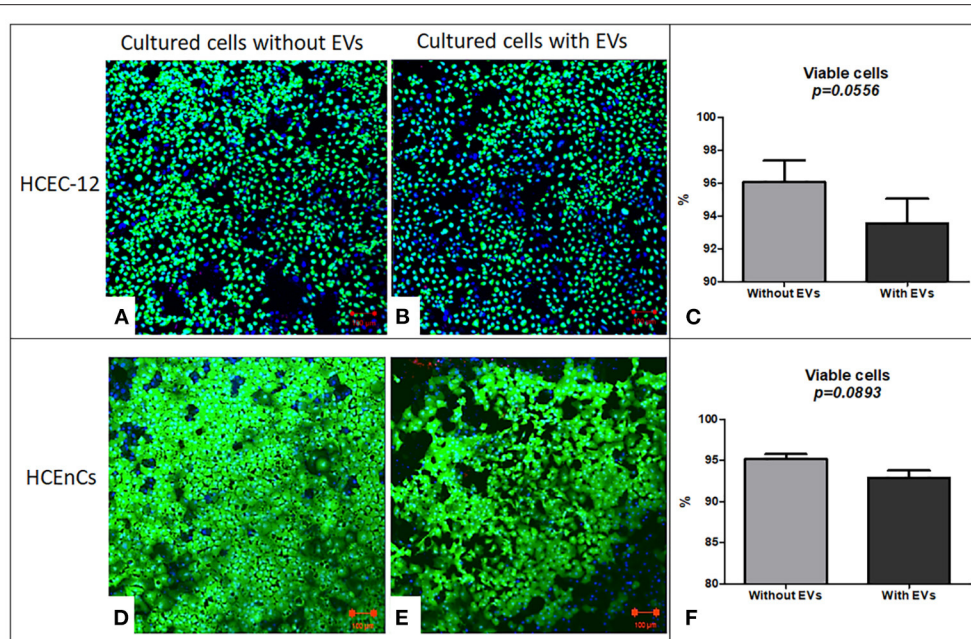 Cultured cells without EVs
Cultured cells with EVs
HCEC-12
A
100 µm
B
Viable cells
p=0.0556
100
98
96
94
92
90
%
Without EVs
With EVs
C
HCEnCs
D
100 µm
E
100 µm
Viable cells
p=0.0893
100
95
90
85
80
%
Without EVs
With EVs
F